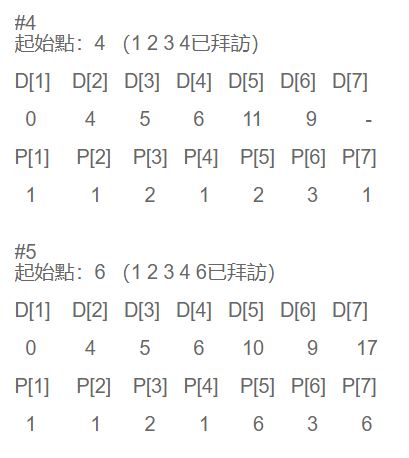 #4
起始點：4 （1 2 3 4已拜訪）
D[1] D[2] D[3] D[4] D[5] D[6] D[7]
0 4 5 6 11 9 -
P[1] P[2] P[3] P[4] P[5] P[6] P[7]
1 1 2 1 2 3 1
#5
起始點：6 （1 2 3 4 6已拜訪）
D[1] D[2] D[3] D[4] D[5] D[6] D[7]
0 4 5 6 10 9 17
P[1] P[2] P[3] P[4] P[5] P[6] P[7]
1 1 2 1 6 3 6